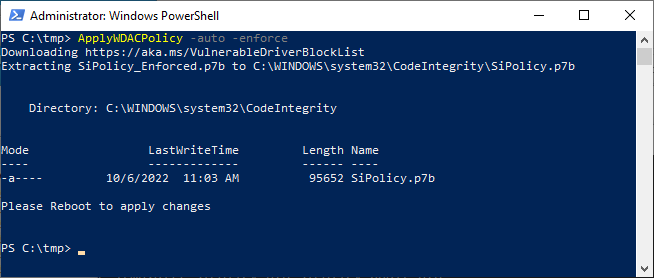 Administrator: Windows PowerShell
PS C:\tmp> ApplyWDACPolicy -auto -enforce
Downloading https://aka.ms/VulnerableDriverBlockList
Extracting SiPolicy_Enforced.p7b to C:\WINDOWS\system32\CodeIntegrity\SiPolicy.p7b
Directory: C:\WINDOWS\system32\CodeIntegrity
Mode LastWriteTime Length Name
---- ------------- ------ ----
-a---- 10/6/2022 11:03 AM 95652 SiPolicy.p7b
Please Reboot to apply changes
PS C:\tmp>